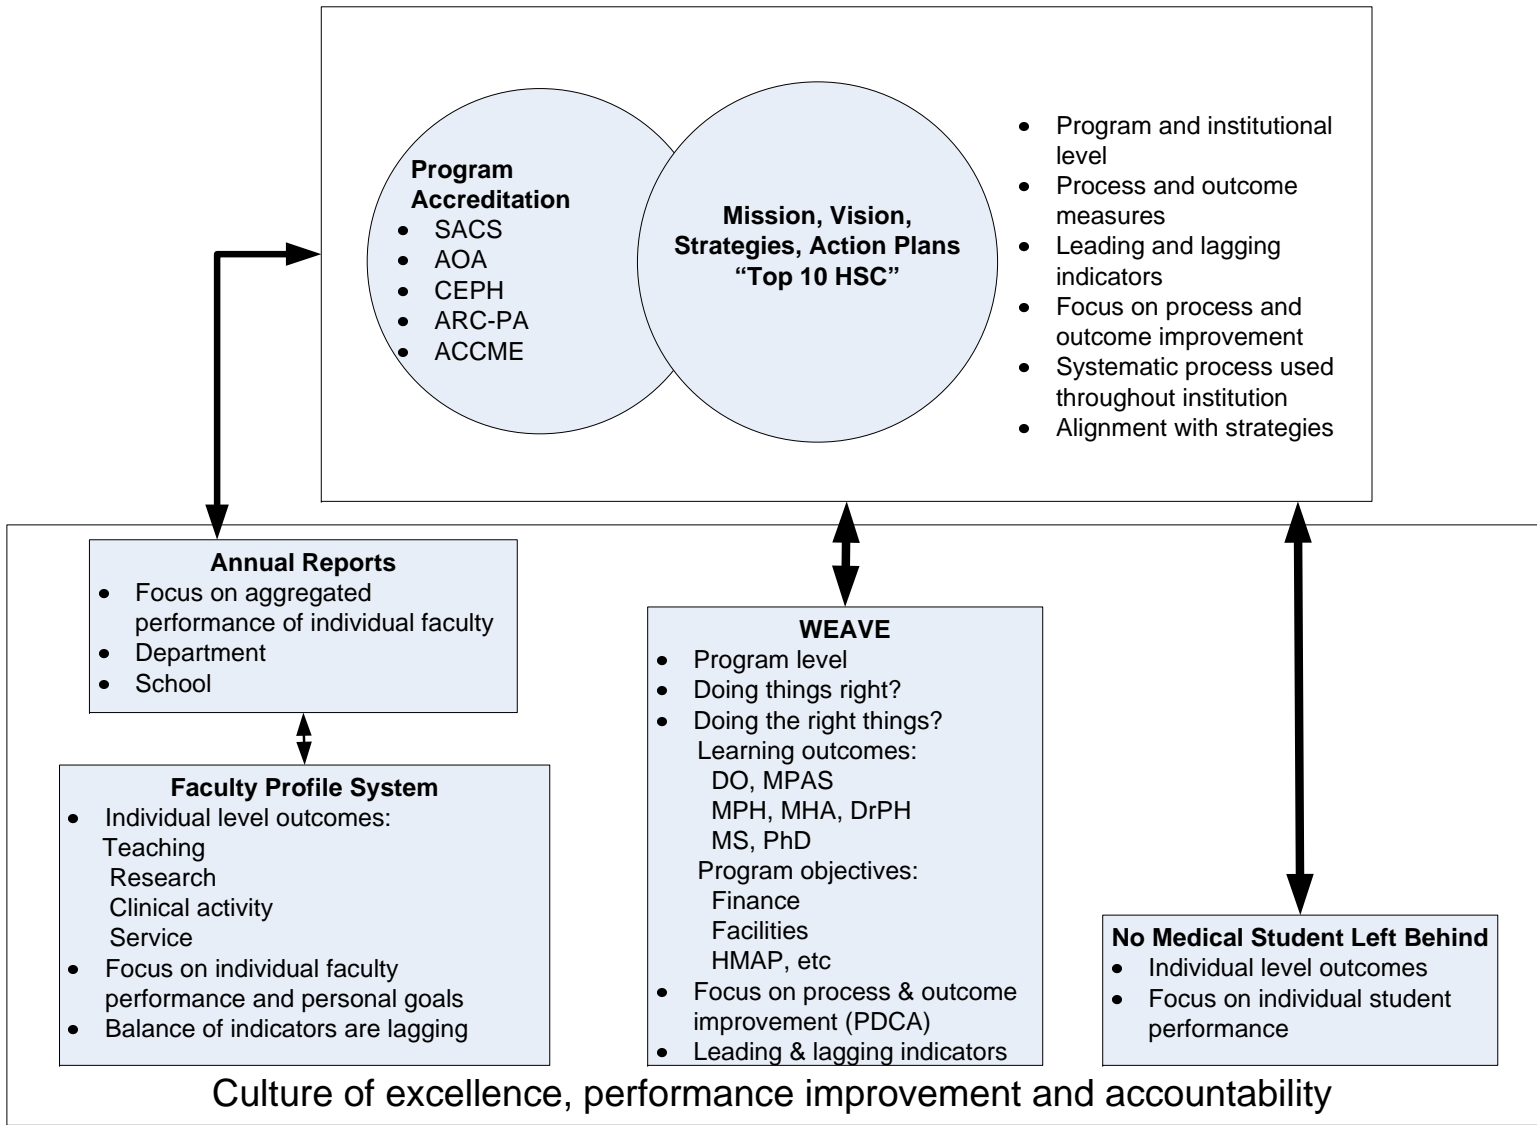 Program
Accreditation
• SACS
• AOA
• CEPH
• ARC-PA
• ACCME
Mission, Vision,
Strategies, Action Plans
“Top 10 HSC”
• Program and institutional
level
• Process and outcome
measures
• Leading and lagging
indicators
• Focus on process and
outcome improvement
• Systematic process used
throughout institution
• Alignment with strategies
Annual Reports
• Focus on aggregated
performance of individual faculty
• Department
• School
Faculty Profile System
• Individual level outcomes:
Teaching
Research
Clinical activity
Service
• Focus on individual faculty
performance and personal goals
• Balance of indicators are lagging
WEAVE
• Program level
• Doing things right?
• Doing the right things?
Learning outcomes:
DO, MPAS
MPH, MHA, DrPH
MS, PhD
Program objectives:
Finance
Facilities
HMAP, etc
• Focus on process & outcome
improvement (PDCA)
• Leading & lagging indicators
No Medical Student Left Behind
• Individual level outcomes
• Focus on individual student
performance
Culture of excellence, performance improvement and accountability